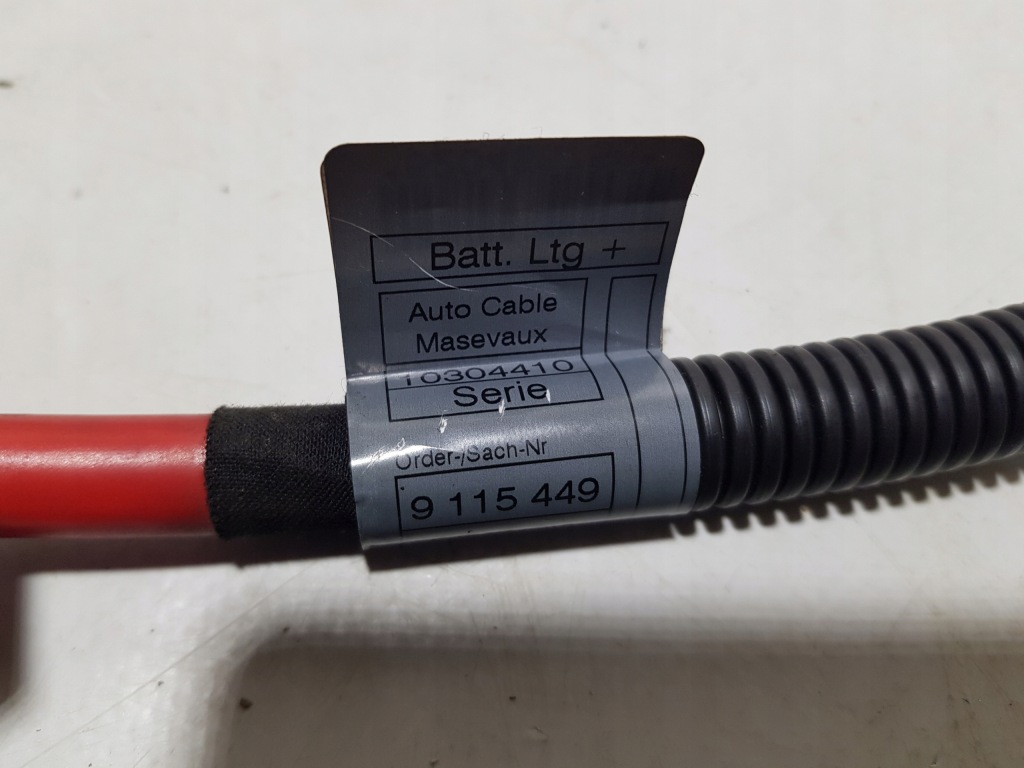 Batt. Ltg +
Auto Cable
Masevaux
10304410
Serie
Order-/Sach-Nr
9 115 449